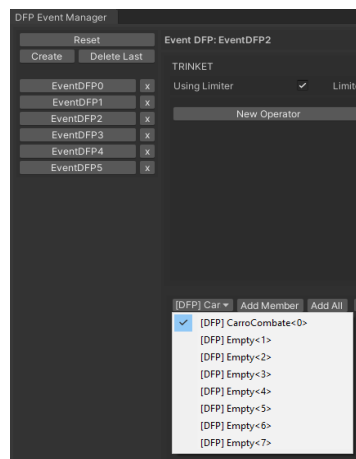 DFP Event Manager
Reset
Create Delete Last
EventDFP0 x
EventDFP1 x
EventDFP2 x
EventDFP3 x
EventDFP4 x
EventDFP5 x
Event DFP: EventDFP2
TRINKET
Using Limiter ✓ Limit
New Operator
[DFP] Car Add Member Add All
[DFP] CarroCombate<0>
[DFP] Empty<1>
[DFP] Empty<2>
[DFP] Empty<3>
[DFP] Empty<4>
[DFP] Empty<5>
[DFP] Empty<6>
[DFP] Empty<7>